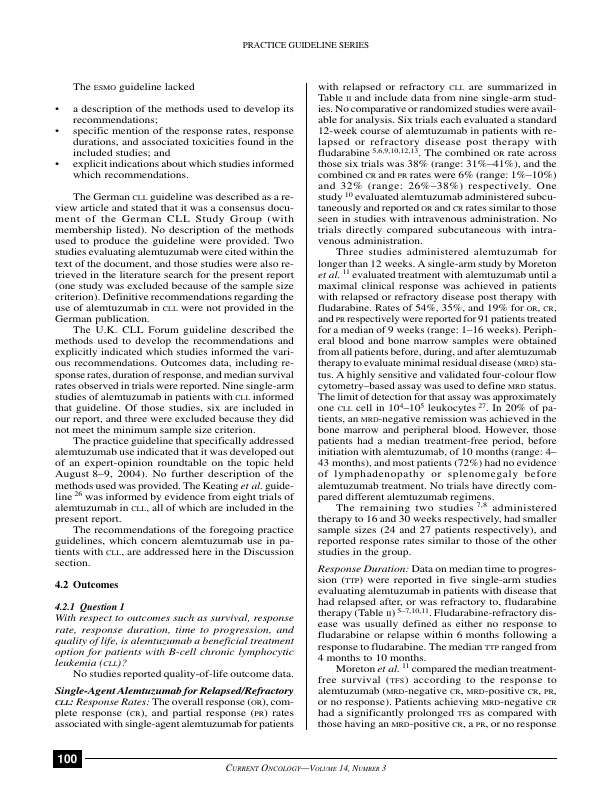 PRACTICE GUIDELINE SERIES
The ESMO guideline lacked
• a description of the methods used to develop its
recommendations;
• specific mention of the response rates, response
durations, and associated toxicities found in the
included studies; and
• explicit indications about which studies informed
which recommendations.
The German CLL guideline was described as a re-
view article and stated that it was a consensus docu-
ment of the German CLL Study Group (with
membership listed). No description of the methods
used to produce the guideline were provided. Two
studies evaluating alemtuzumab were cited within the
text of the document, and those studies were also re-
trieved in the literature search for the present report
(one study was excluded because of the sample size
criterion). Definitive recommendations regarding the
use of alemtuzumab in CLL were not provided in the
German publication.
The U.K. CLL Forum guideline described the
methods used to develop the recommendations and
explicitly indicated which studies informed the vari-
ous recommendations. Outcomes data, including re-
sponse rates, duration of response, and median survival
rates observed in trials were reported. Nine single-arm
studies of alemtuzumab in patients with CLL informed
that guideline. Of those studies, six are included in
our report, and three were excluded because they did
not meet the minimum sample size criterion.
The practice guideline that specifically addressed
alemtuzumab use indicated that it was developed out
of an expert-opinion roundtable on the topic held
August 8–9, 2004). No further description of the
methods used was provided. The Keating et al. guide-
line 26 was informed by evidence from eight trials of
alemtuzumab in CLL, all of which are included in the
present report.
The recommendations of the foregoing practice
guidelines, which concern alemtuzumab use in pa-
tients with CLL, are addressed here in the Discussion
section.
4.2 Outcomes
4.2.1 Question 1
With respect to outcomes such as survival, response
rate, response duration, time to progression, and
quality of life, is alemtuzumab a beneficial treatment
option for patients with B-cell chronic lymphocytic
leukemia (CLL)?
No studies reported quality-of-life outcome data.
Single-Agent Alemtuzumab for Relapsed/Refractory
CLL: Response Rates: The overall response (OR), com-
plete response (CR), and partial response (PR) rates
associated with single-agent alemtuzumab for patients
with relapsed or refractory CLL are summarized in
Table II and include data from nine single-arm stud-
ies. No comparative or randomized studies were avail-
able for analysis. Six trials each evaluated a standard
12-week course of alemtuzumab in patients with re-
lapsed or refractory disease post therapy with
fludarabine 5,6,9,10,12,13. The combined OR rate across
those six trials was 38% (range: 31%–41%), and the
combined CR and PR rates were 6% (range: 1%–10%)
and 32% (range: 26%–38%) respectively. One
study 10 evaluated alemtuzumab administered subcu-
taneously and reported OR and CR rates similar to those
seen in studies with intravenous administration. No
trials directly compared subcutaneous with intra-
venous administration.
Three studies administered alemtuzumab for
longer than 12 weeks. A single-arm study by Moreton
et al. 11 evaluated treatment with alemtuzumab until a
maximal clinical response was achieved in patients
with relapsed or refractory disease post therapy with
fludarabine. Rates of 54%, 35%, and 19% for OR, CR,
and PR respectively were reported for 91 patients treated
for a median of 9 weeks (range: 1–16 weeks). Periph-
eral blood and bone marrow samples were obtained
from all patients before, during, and after alemtuzumab
therapy to evaluate minimal residual disease (MRD) sta-
tus. A highly sensitive and validated four-colour flow
cytometry–based assay was used to define MRD status.
The limit of detection for that assay was approximately
one CLL cell in 10⁴–10⁵ leukocytes 27. In 20% of pa-
tients, an MRD-negative remission was achieved in the
bone marrow and peripheral blood. However, those
patients had a median treatment-free period, before
initiation with alemtuzumab, of 10 months (range: 4–
43 months), and most patients (72%) had no evidence
of lymphadenopathy or splenomegaly before
alemtuzumab treatment. No trials have directly com-
pared different alemtuzumab regimens.
The remaining two studies 7,8 administered
therapy to 16 and 30 weeks respectively, had smaller
sample sizes (24 and 27 patients respectively), and
reported response rates similar to those of the other
studies in the group.
Response Duration: Data on median time to progres-
sion (TTP) were reported in five single-arm studies
evaluating alemtuzumab in patients with disease that
had relapsed after, or was refractory to, fludarabine
therapy (Table II) 5–7,10,11. Fludarabine-refractory dis-
ease was usually defined as either no response to
fludarabine or relapse within 6 months following a
response to fludarabine. The median TTP ranged from
4 months to 10 months.
Moreton et al. 11 compared the median treatment-
free survival (TFS) according to the response to
alemtuzumab (MRD-negative CR, MRD-positive CR, PR,
or no response). Patients achieving MRD-negative CR
had a significantly prolonged TFS as compared with
those having an MRD-positive CR, a PR, or no response
100
CURRENT ONCOLOGY—VOLUME 14, NUMBER 3